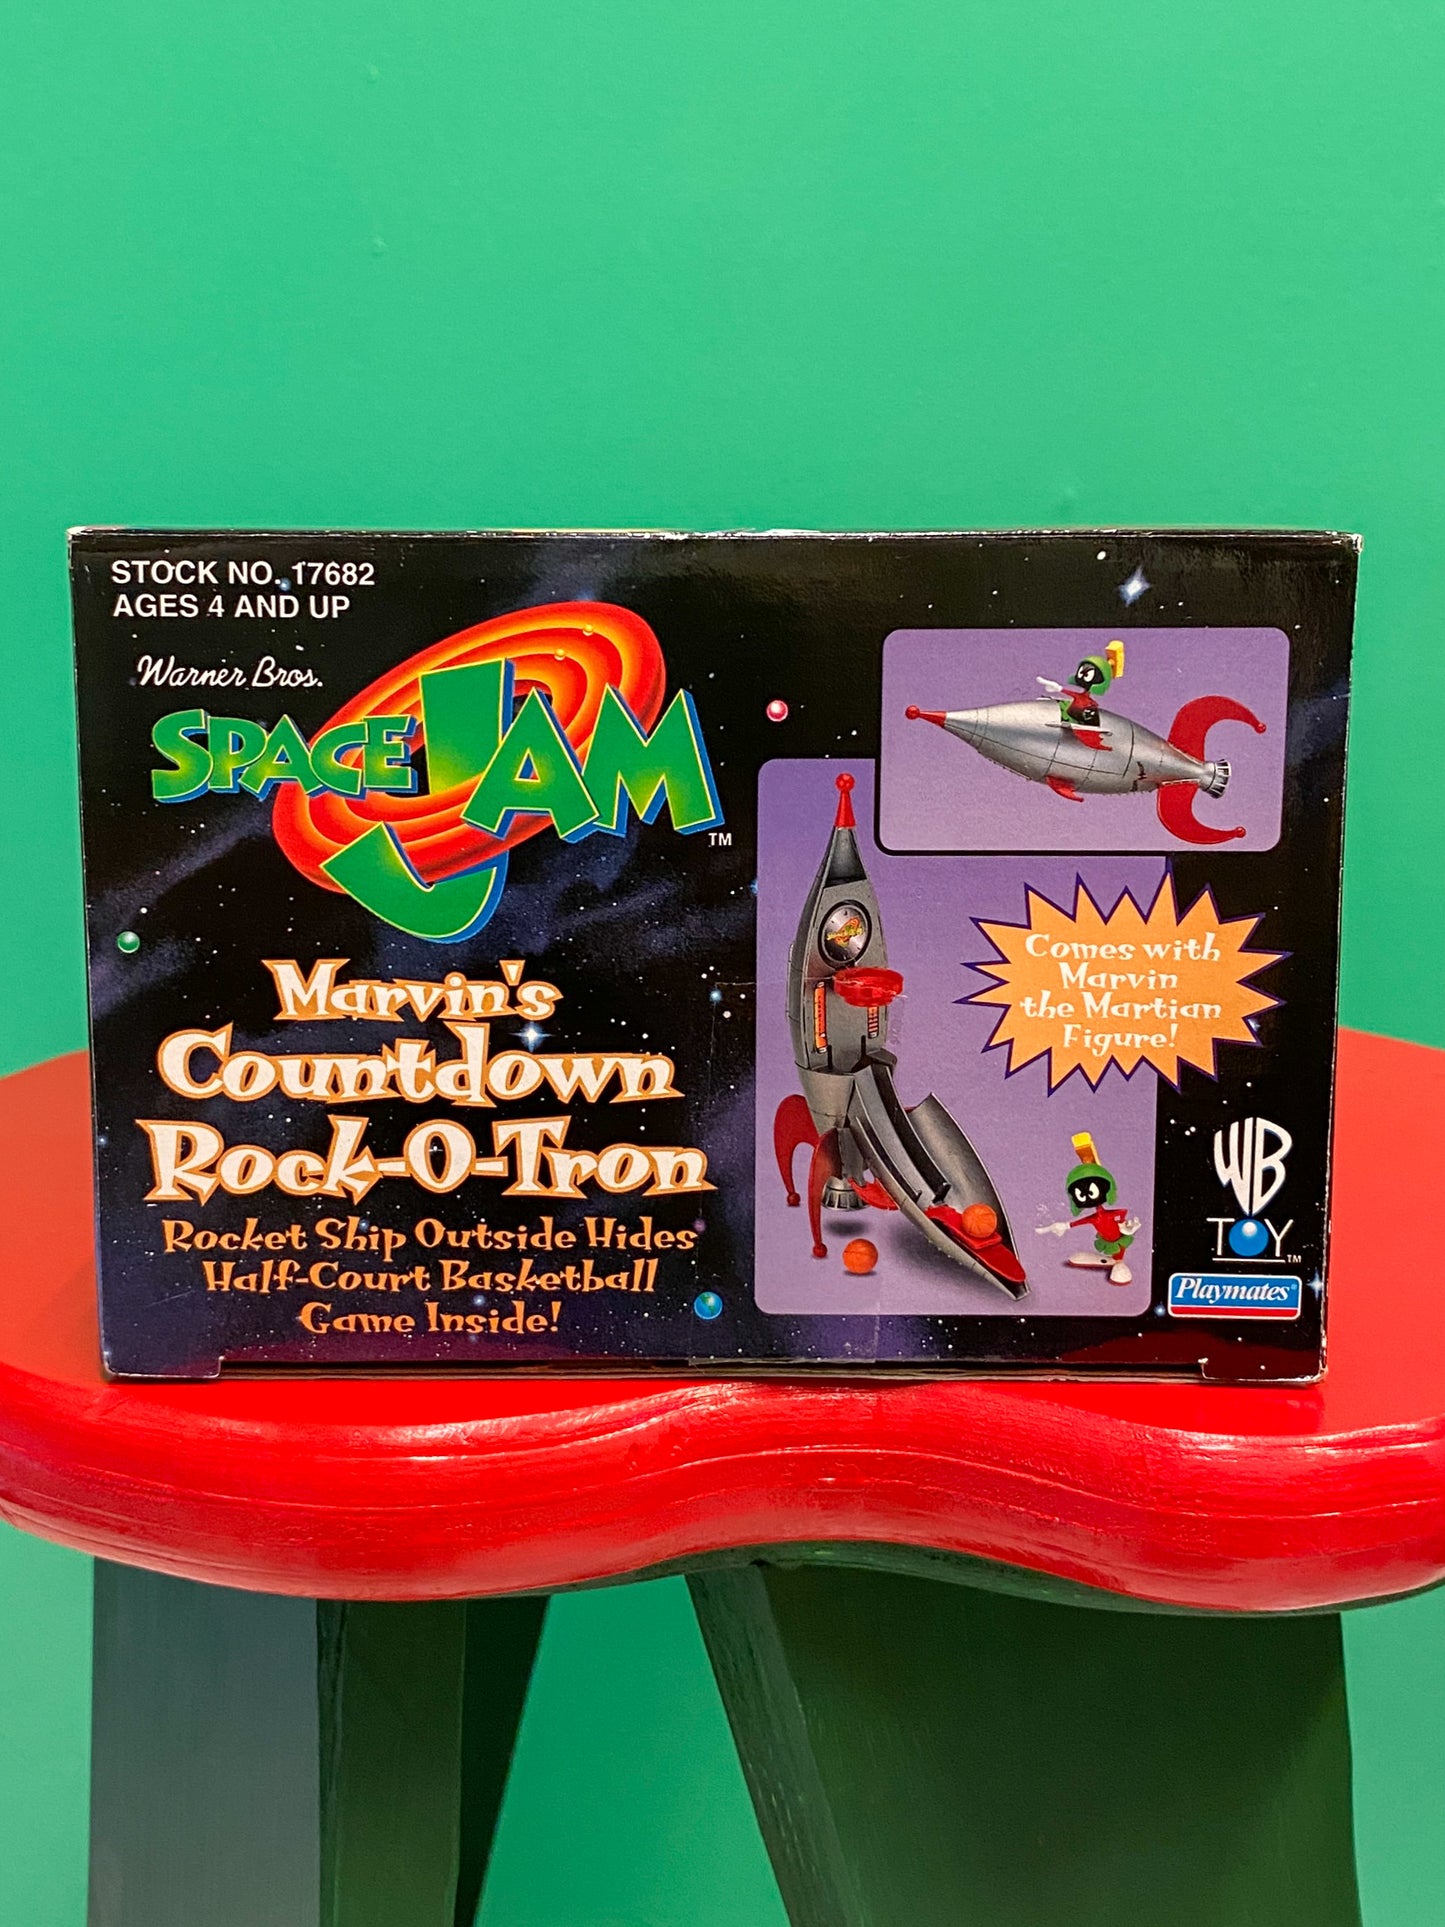 STOCK NO. 17682
AGES 4 AND UP
Warner Bros.
SPACE JAM
TM
Marvin's
Countdown
Rock-O-Tron
Rocket Ship Outside Hides
Half-Court Basketball
Game Inside!
Comes with
Marvin
the Martian
Figure!
WB
TOY
TM
Playmates®